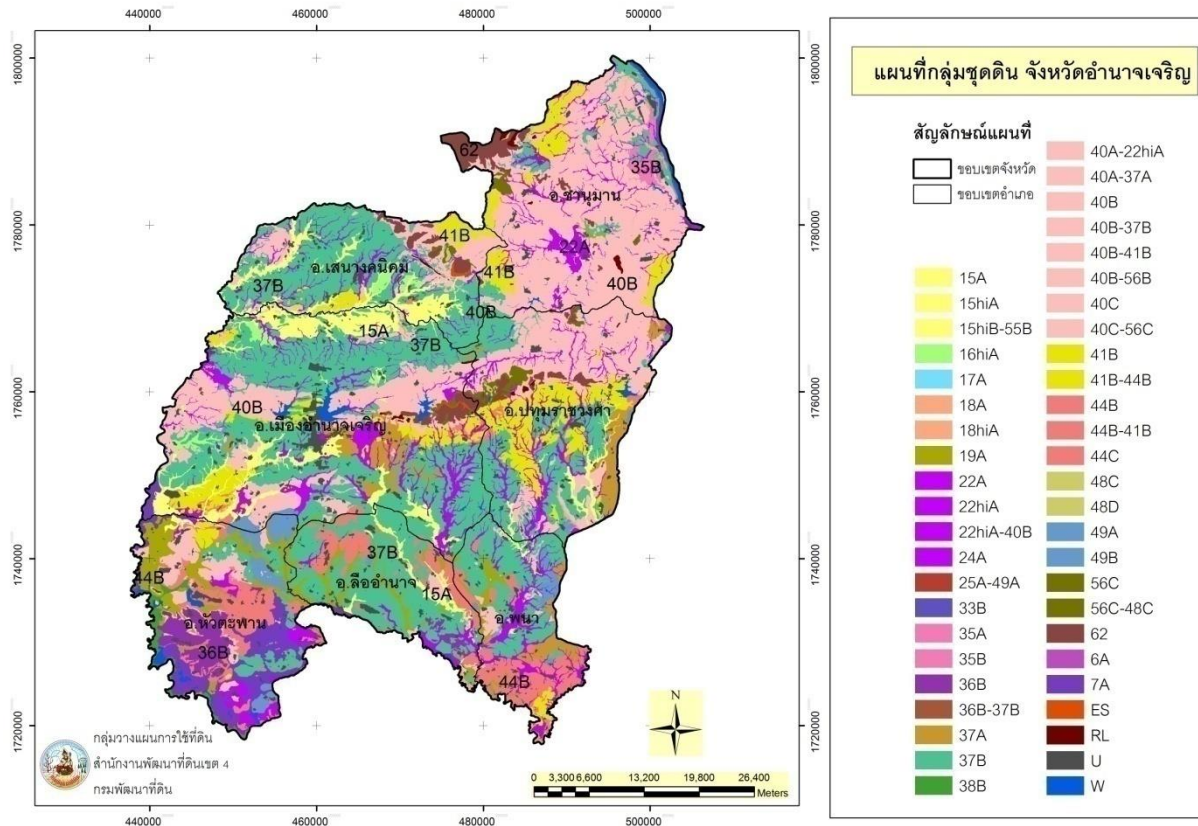 440000 460000 480000 500000
1800000
1780000
1760000
1740000
1720000
1800000
1780000
1760000
1740000
1720000
440000 460000 480000 500000
62
35B
อ.ชานุมาน
41B
22A
อ.เสนางคนิคม
41B
37B
40B
40B
15A
37B
40B
อ.ปทุมราชวงศา
อ.เมืองอำนาจเจริญ
37B
44B
อ.ลืออำนาจ
15A
อ.หัวตะพาน
อ.พนา
36B
44B
N
0 3,300 6,600 13,200 19,800 26,400
Meters
กลุ่มวางแผนการใช้ที่ดิน
สำนักงานพัฒนาที่ดินเขต 4
กรมพัฒนาที่ดิน
แผนที่กลุ่มชุดดิน จังหวัดอำนาจเจริญ
สัญลักษณ์แผนที่
ขอบเขตจังหวัด
ขอบเขตอำเภอ
15A
15hiA
15hiB-55B
16hiA
17A
18A
18hiA
19A
22A
22hiA
22hiA-40B
24A
25A-49A
33B
35A
35B
36B
36B-37B
37A
37B
38B
40A-22hiA
40A-37A
40B
40B-37B
40B-41B
40B-56B
40C
40C-56C
41B
41B-44B
44B
44B-41B
44C
48C
48D
49A
49B
56C
56C-48C
62
6A
7A
ES
RL
U
W